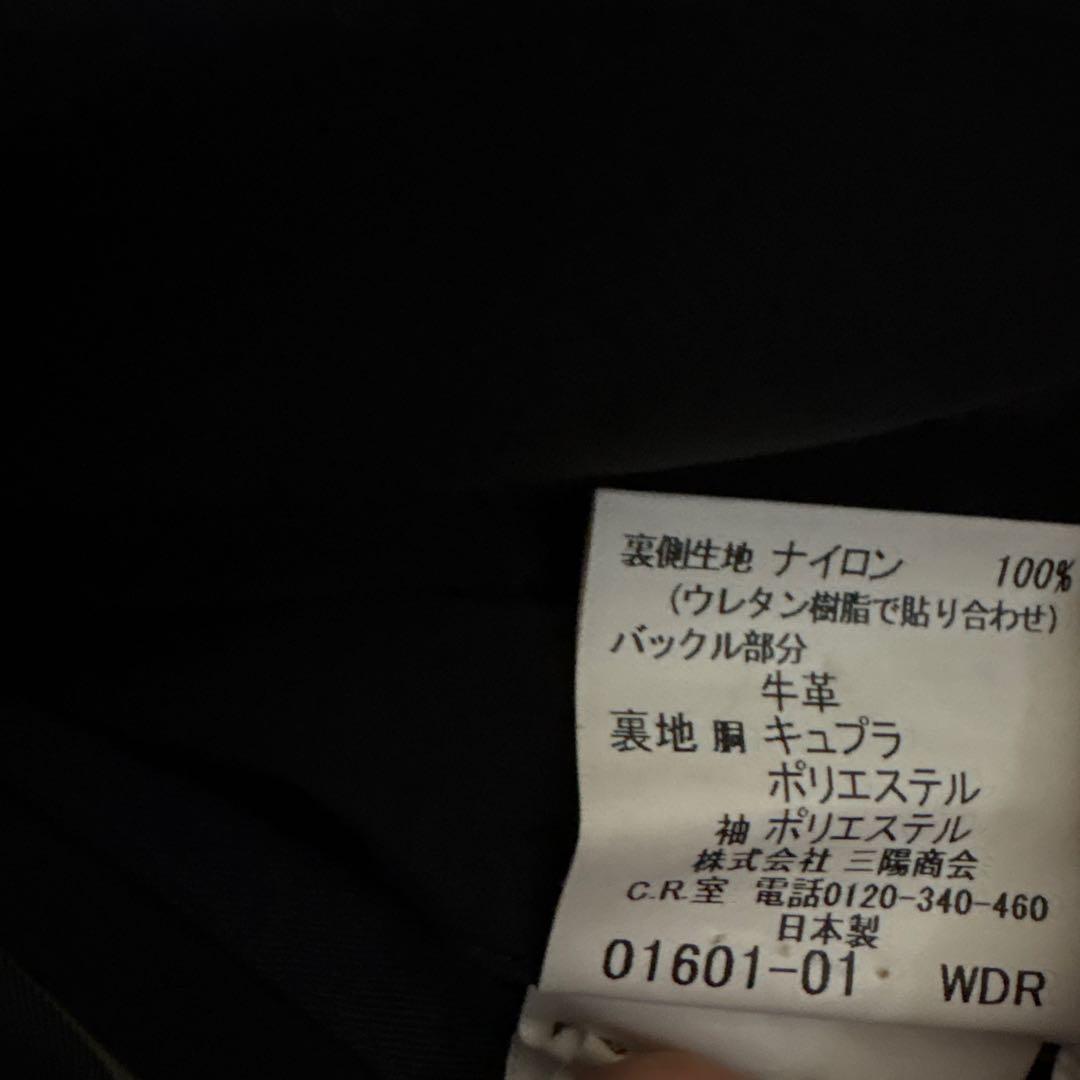 裏側生地 ナイロン 100%
(ウレタン樹脂で貼り合わせ)
バックル部分
牛革
裏地 胴 キュプラ
ポリエステル
袖 ポリエステル
株式会社 三陽商会
C.R.室 電話0120-340-460
日本製
01601-01 WDR